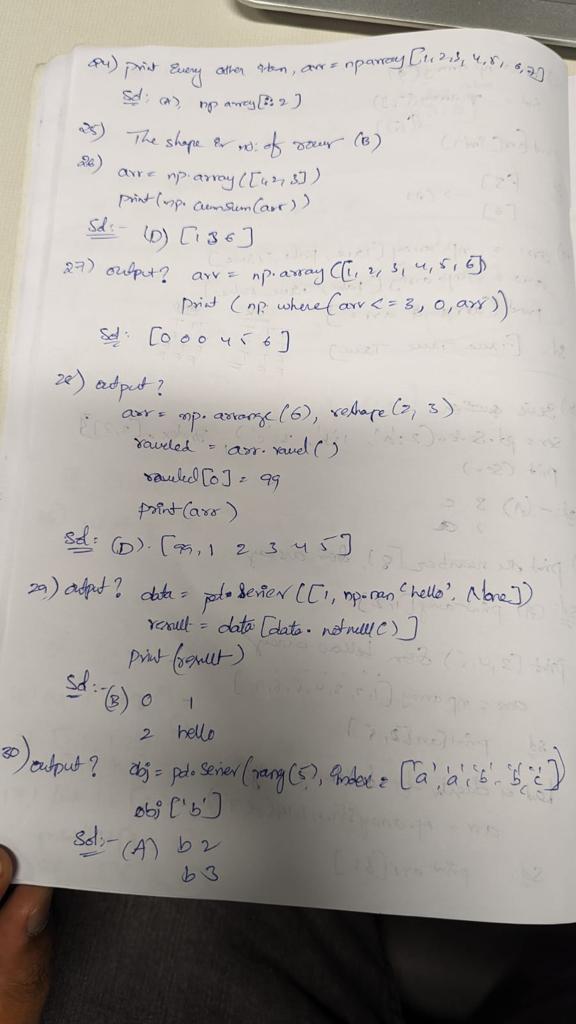 24) print Every other item, arr = np.array [1, 2, 3, 4, 5, 6, 7]
Sol: (A) np array [: : 2]
25) The shape & no: of rows (B)
26) arr = np.array ([1, 2, 3])
print (np. cumsum (arr))
Sol:- (D) [1 3 6]
27) output? arr = np.array ([1, 2, 3, 4, 5, 6])
print (np. where (arr <= 3, 0, arr))
Sol: [0 0 0 4 5 6]
28) output?
arr = np. arrange (6), reshape (2, 3)
raveled = arr. ravel ()
raveled [0] = 99
print (arr)
Sol: (D). [99, 1 2 3 4 5]
29) output? data = pd. Series ([1, np.nan 'hello', None])
result = data [data. notnull ()]
print (result)
Sol:- (B) 0 1
2 hello
30) output? obj = pd. Series (rang (5), index = ['a', 'a', 'b', 'b', 'c'])
obj ['b']
Sol:- (A) b 2
b 3